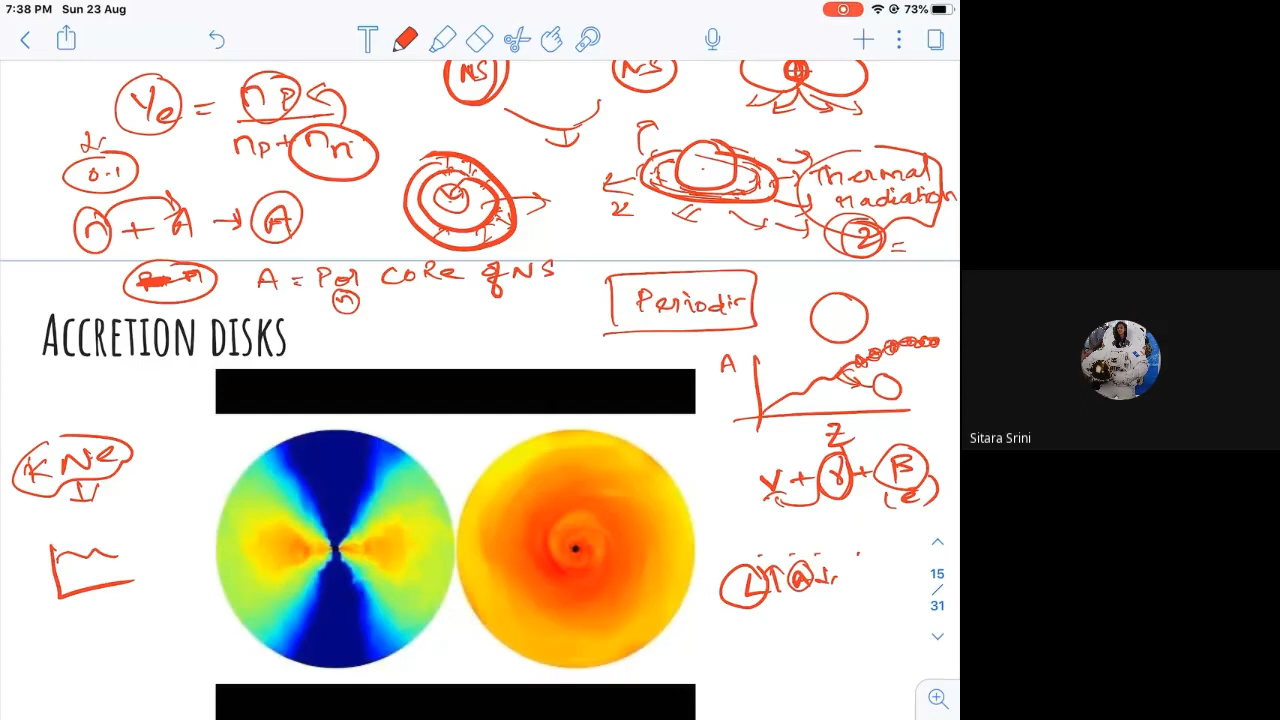 7:38 PM Sun 23 Aug
73%
NS NS
Ye = np
np + nn
0.1
n + A → A
Thermal
Radiation
Z =
A = Per core of NS
n
Periodic
ACCRETION DISKS
A
Z
KNe
γ + β
(e)
Sitara Srini
15
/
31